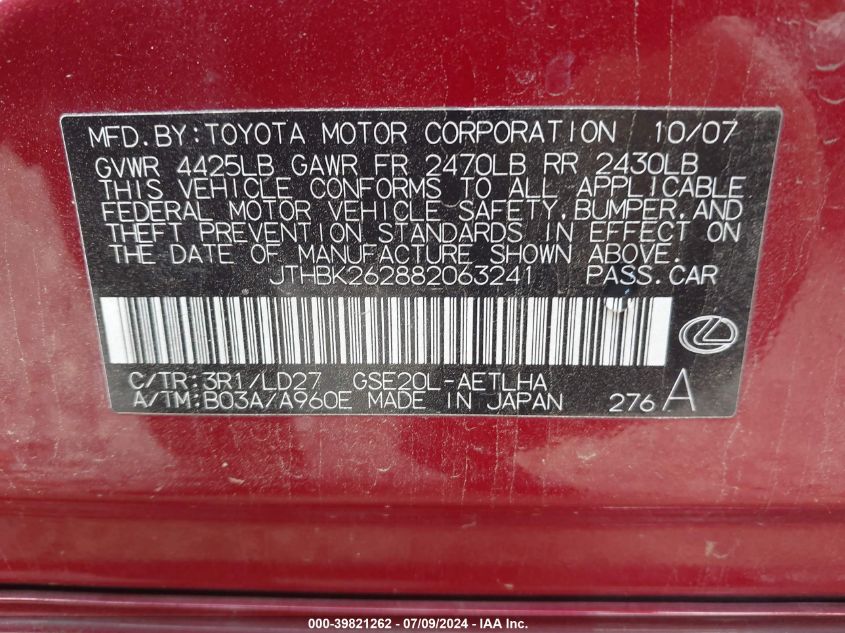 MFD.BY:TOYOTA MOTOR CORPORATION 10/07
GVWR 4425LB GAWR FR 2470LB RR 2430LB
THIS VEHICLE CONFORMS TO ALL APPLICABLE
FEDERAL MOTOR VEHICLE SAFETY,BUMPER,AND
THEFT PREVENTION STANDARDS IN EFFECT ON
THE DATE OF MANUFACTURE SHOWN ABOVE.
JTHBK262882063241 PASS.CAR
C/TR:3R1/LD27 GSE20L-AETLHA
A/TM:B03A/A960E MADE IN JAPAN 276 A
000-39821262 - 07/09/2024 - IAA Inc.